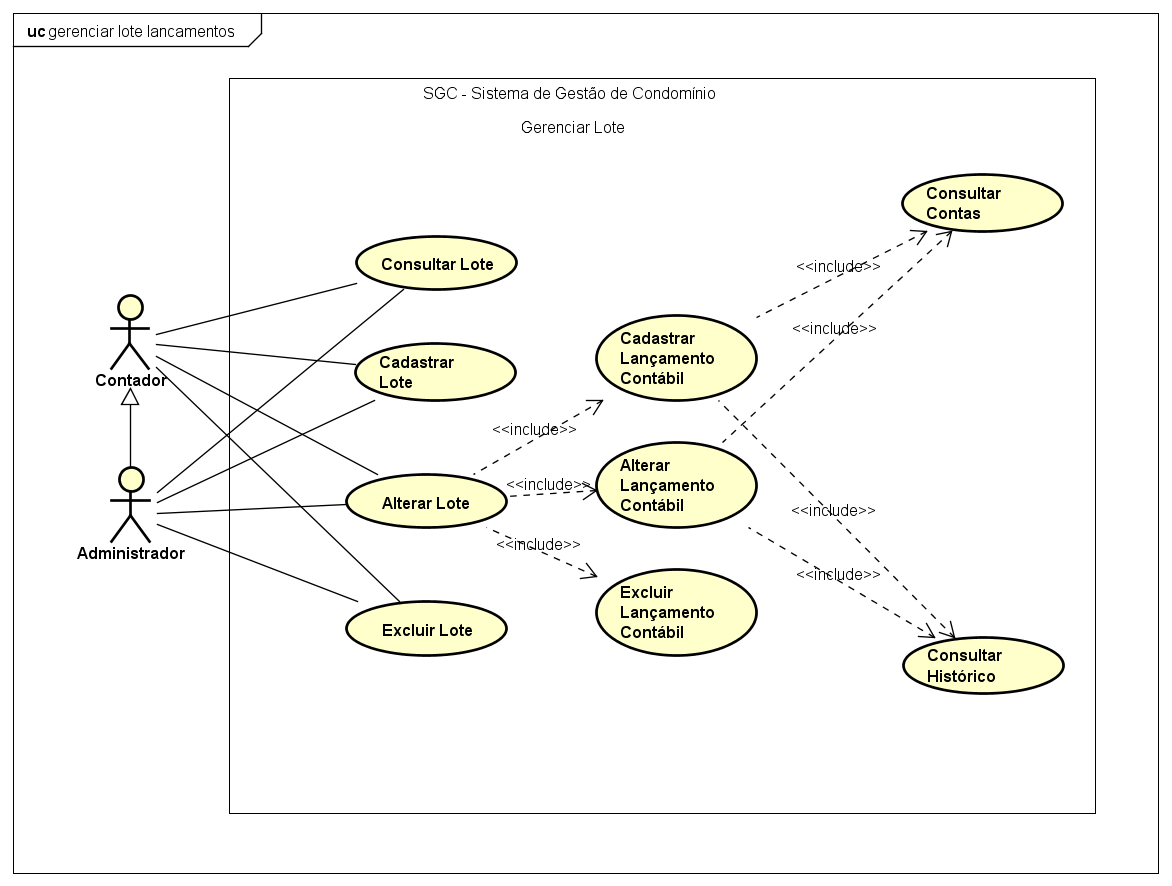 uc gerenciar lote lancamentos
SGC - Sistema de Gestão de Condomínio
Gerenciar Lote
Consultar
Contas
Consultar Lote
<<include>>
<<include>>
Cadastrar
Lançamento
Contábil
Cadastrar
Lote
Contador
<<include>>
Alterar
Lançamento
Contábil
<<include>>
Alterar Lote
<<include>>
<<include>>
Administrador
<<include>>
Excluir
Lançamento
Contábil
Excluir Lote
Consultar
Histórico